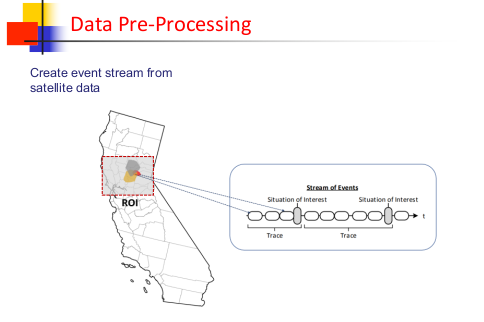 Data Pre-Processing
Create event stream from
satellite data
ROI
Stream of Events
Situation of Interest
Situation of Interest
t
Trace
Trace